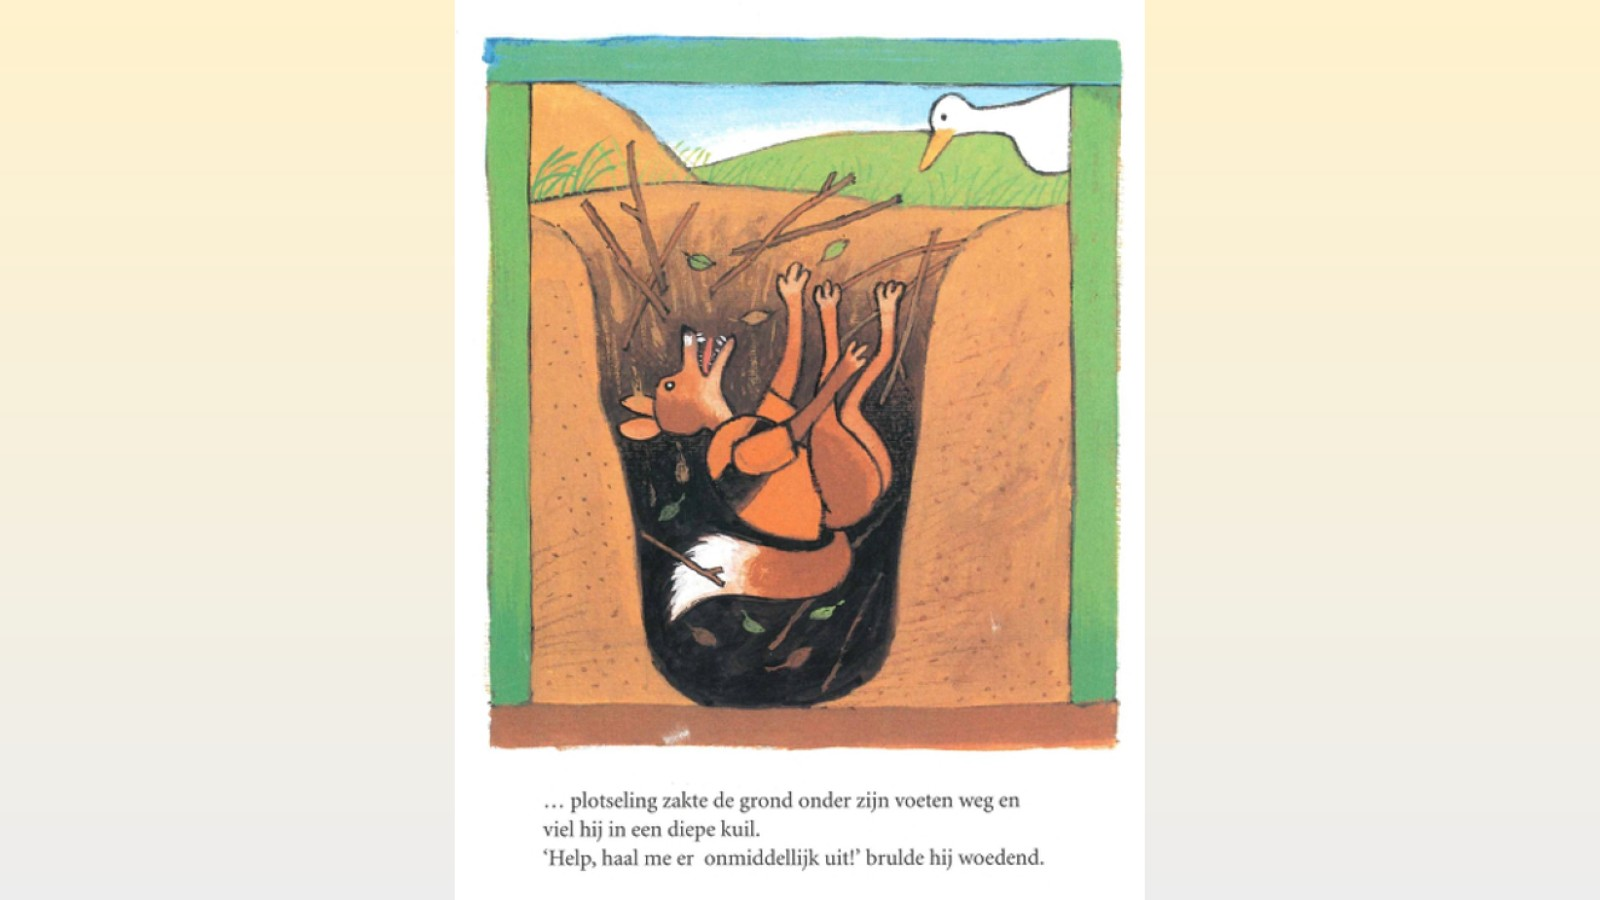 … plotseling zakte de grond onder zijn voeten weg en
viel hij in een diepe kuil.
‘Help, haal me er onmiddellijk uit!’ brulde hij woedend.